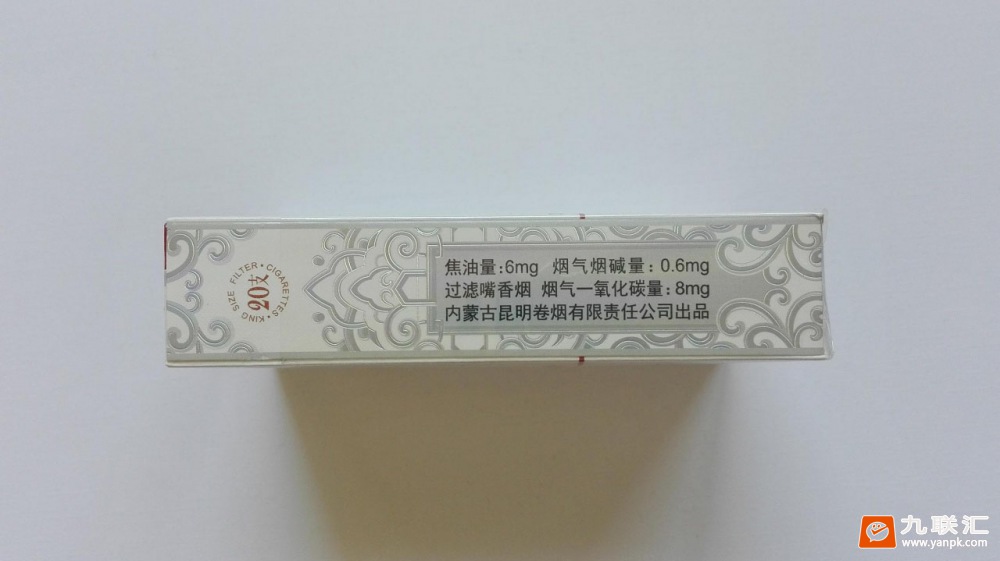 KING SIZE FILTER • CIGARETTES •
20支
焦油量:6mg 烟气烟碱量:0.6mg
过滤嘴香烟 烟气一氧化碳量:8mg
内蒙古昆明卷烟有限责任公司出品
九联汇
www.yanpk.com